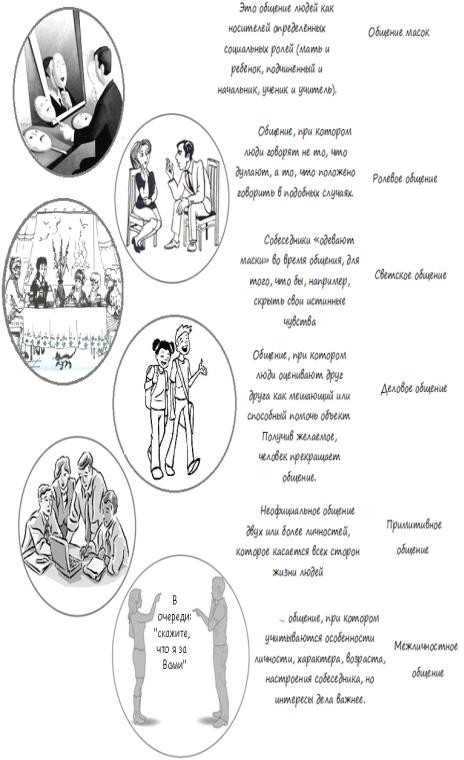 Это общение людей как
носителей определённых
социальных ролей (мать и
ребёнок, подчинённый и
начальник, ученик и учитель).
Общение масок
Общение, при котором
люди говорят не то, что
думают, а то, что положено
говорить в подобных случаях.
Ролевое общение
Собеседники «одевают
маски» во время общения, для
того, что бы, например,
скрыть свои истинные
чувства
Светское общение
Общение, при котором
люди оценивают друг
друга как мешающий или
способный помочь объект
Получив желаемое,
человек прекращает
общение.
Деловое общение
Неофициальное общение
двух или более личностей,
которое касается всех сторон
жизни людей
Примитивное
общение
В
очереди:
"скажите,
что я за
Вами"
... общение, при котором
учитываются особенности
личности, характера, возраста,
настроения собеседника, но
интересы дела важнее.
Межличностное
общение